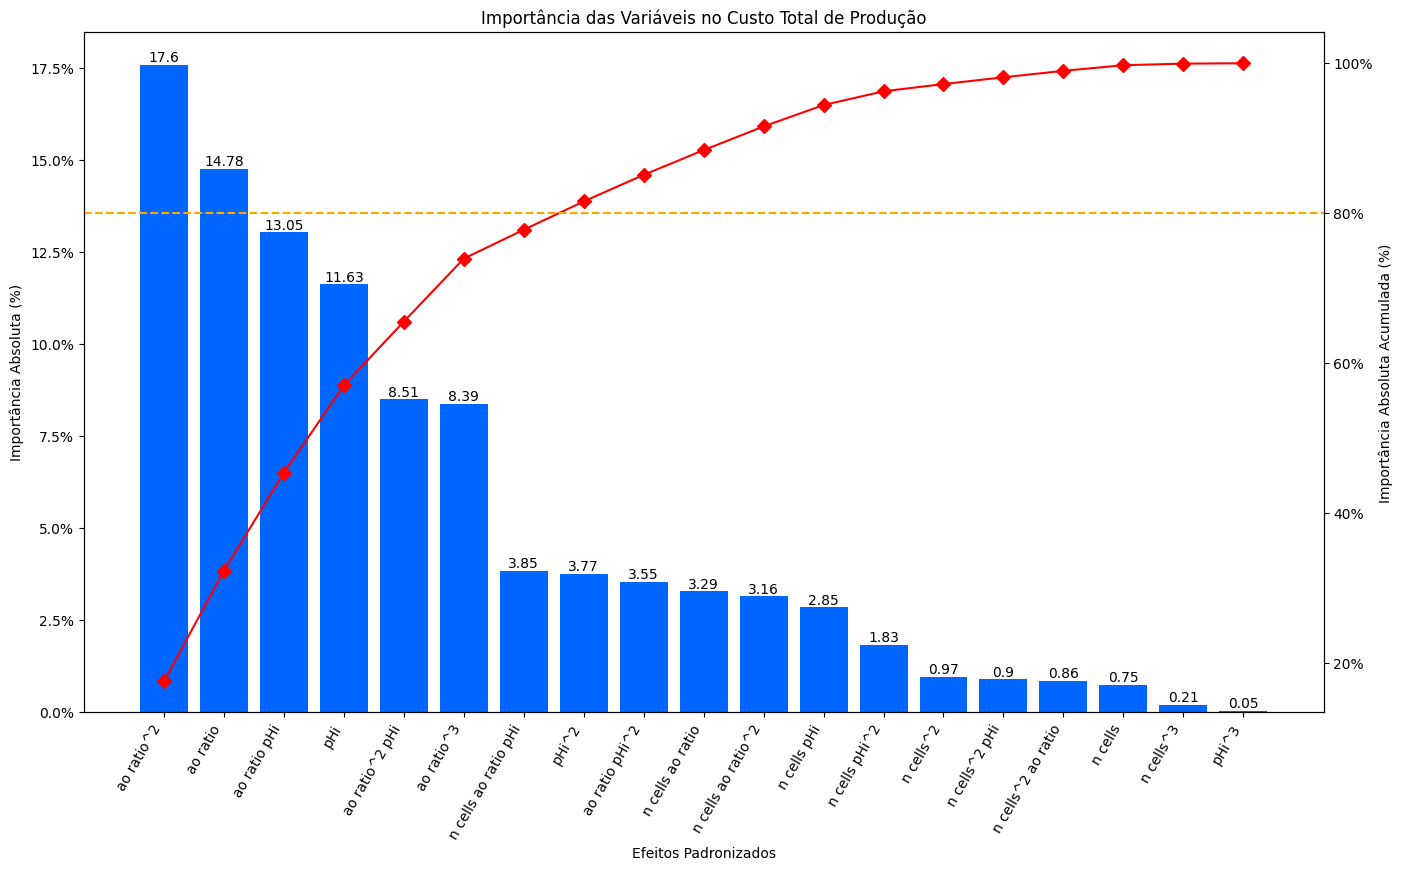 Importância das Variáveis no Custo Total de Produção
Importância Absoluta (%)
17.5%
15.0%
12.5%
10.0%
7.5%
5.0%
2.5%
0.0%
17.6
14.78
13.05
11.63
8.51
8.39
3.85
3.77
3.55
3.29
3.16
2.85
1.83
0.97
0.9
0.86
0.75
0.21
0.05
100%
80%
60%
40%
20%
Importância Absoluta Acumulada (%)
ao ratio^2
ao ratio
ao ratio pHi
pHi
ao ratio^2 pHi
ao ratio^3
n cells ao ratio pHi
pHi^2
ao ratio pHi^2
n cells ao ratio
n cells ao ratio^2
n cells pHi
n cells pHi^2
n cells^2
n cells^2 pHi
n cells^2 ao ratio
n cells
n cells^3
pHi^3
Efeitos Padronizados